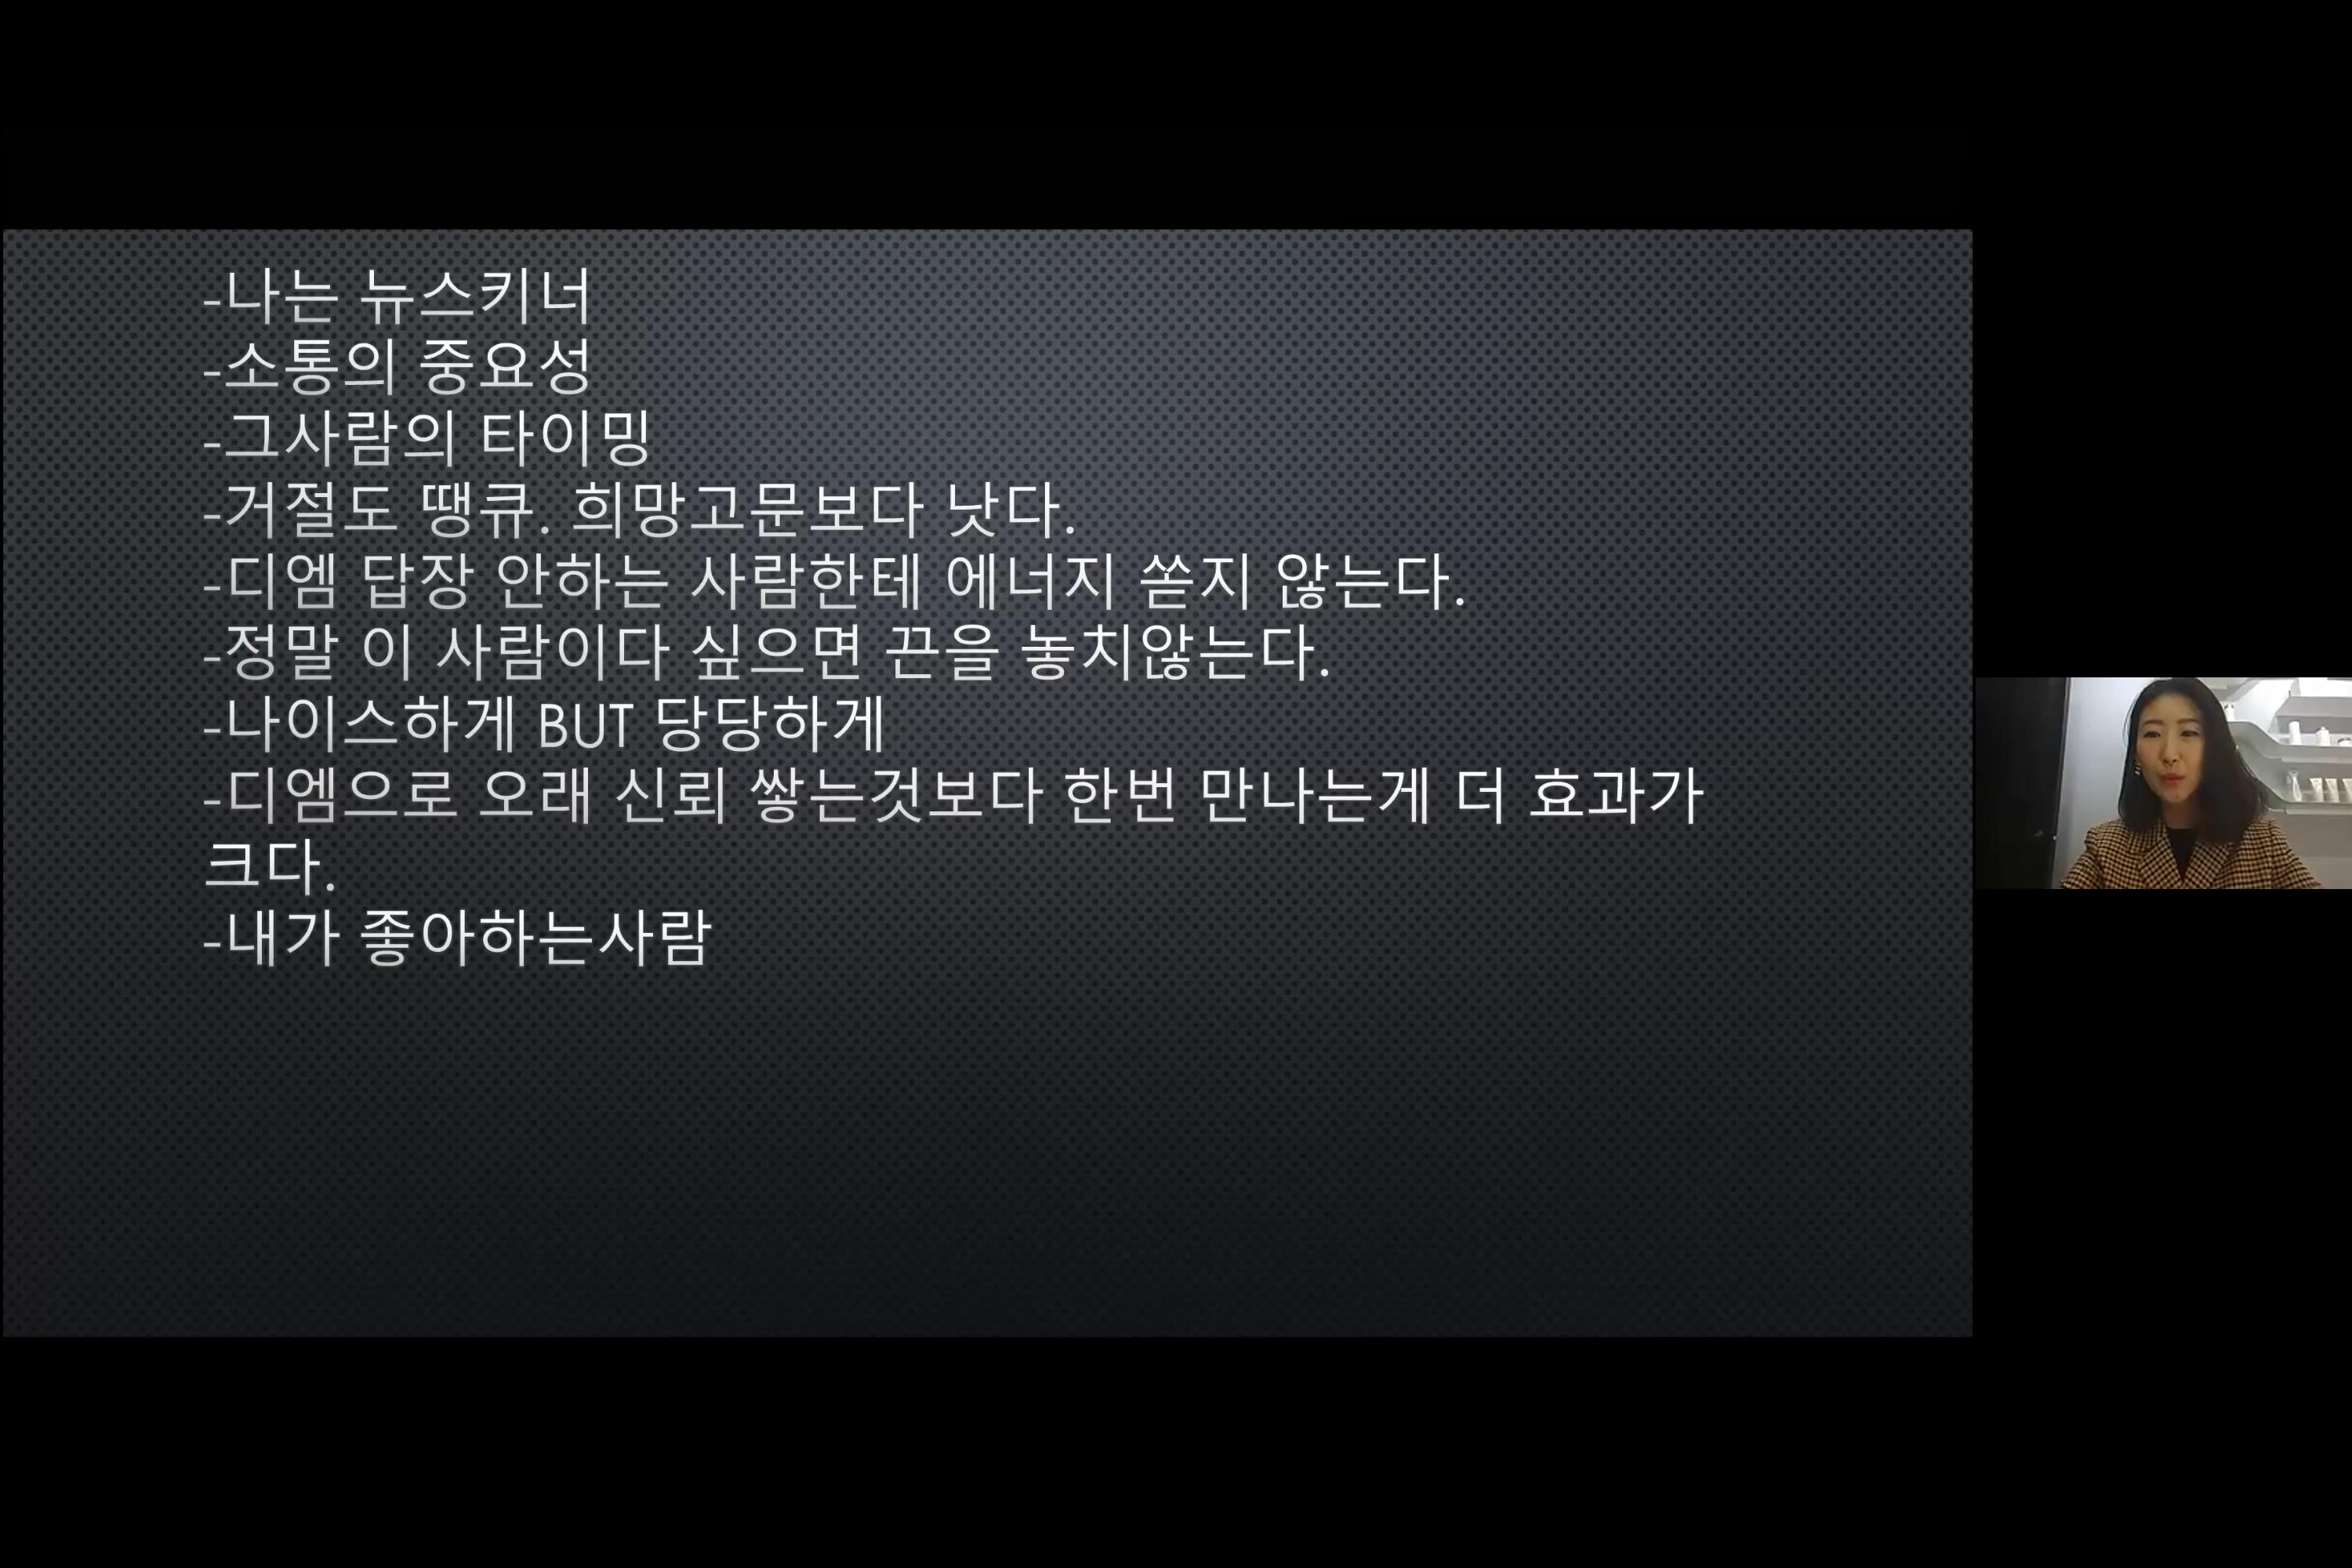 -나는 뉴스키너
-소통의 중요성
-그사람의 타이밍
-거절도 땡큐. 희망고문보다 낫다.
-디엠 답장 안하는 사람한테 에너지 쏟지 않는다.
-정말 이 사람이다 싶으면 끈을 놓치않는다.
-나이스하게 BUT 당당하게
-디엠으로 오래 신뢰 쌓는것보다 한번 만나는게 더 효과가
크다.
-내가 좋아하는사람